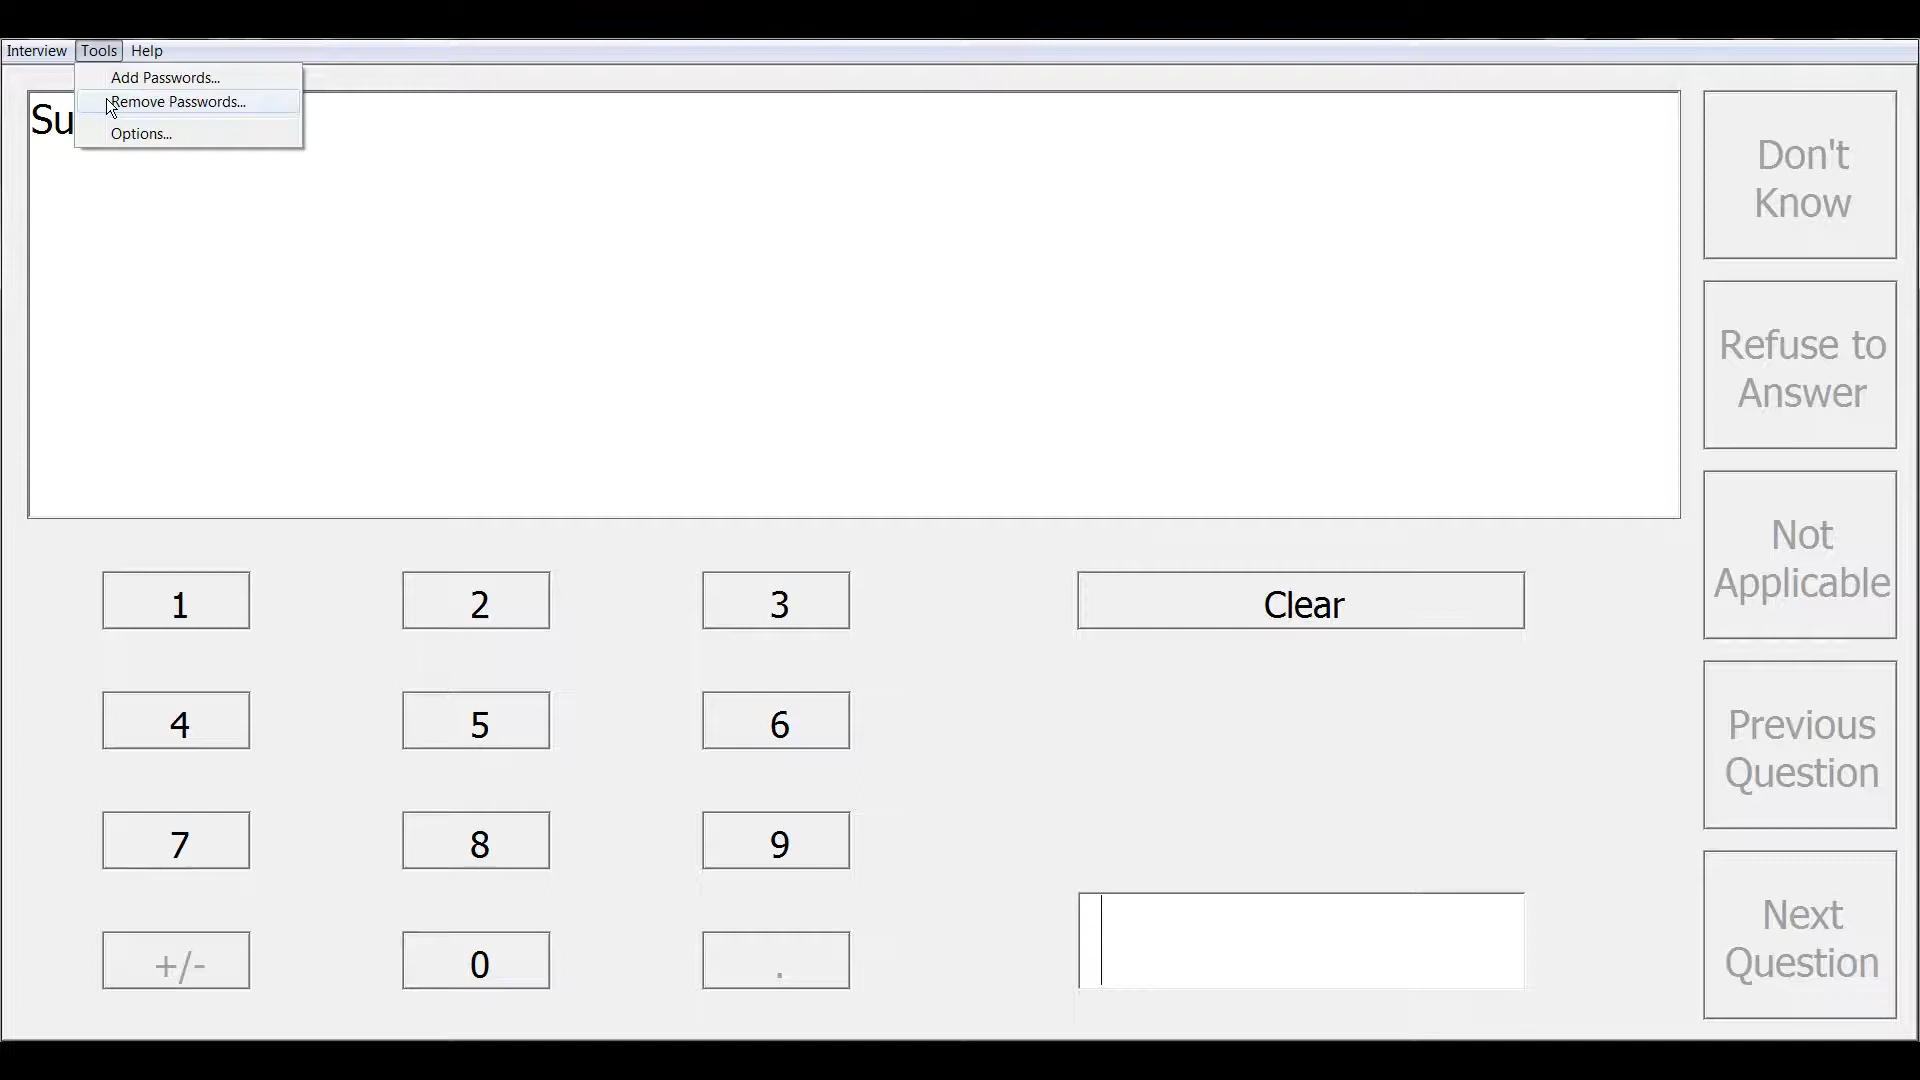 Interview Tools Help
Add Passwords...
Remove Passwords...
Options...
Don't
Know
Refuse to
Answer
Not
Applicable
Previous
Question
Next
Question
1 2 3 Clear
4 5 6
7 8 9
+/- 0 .